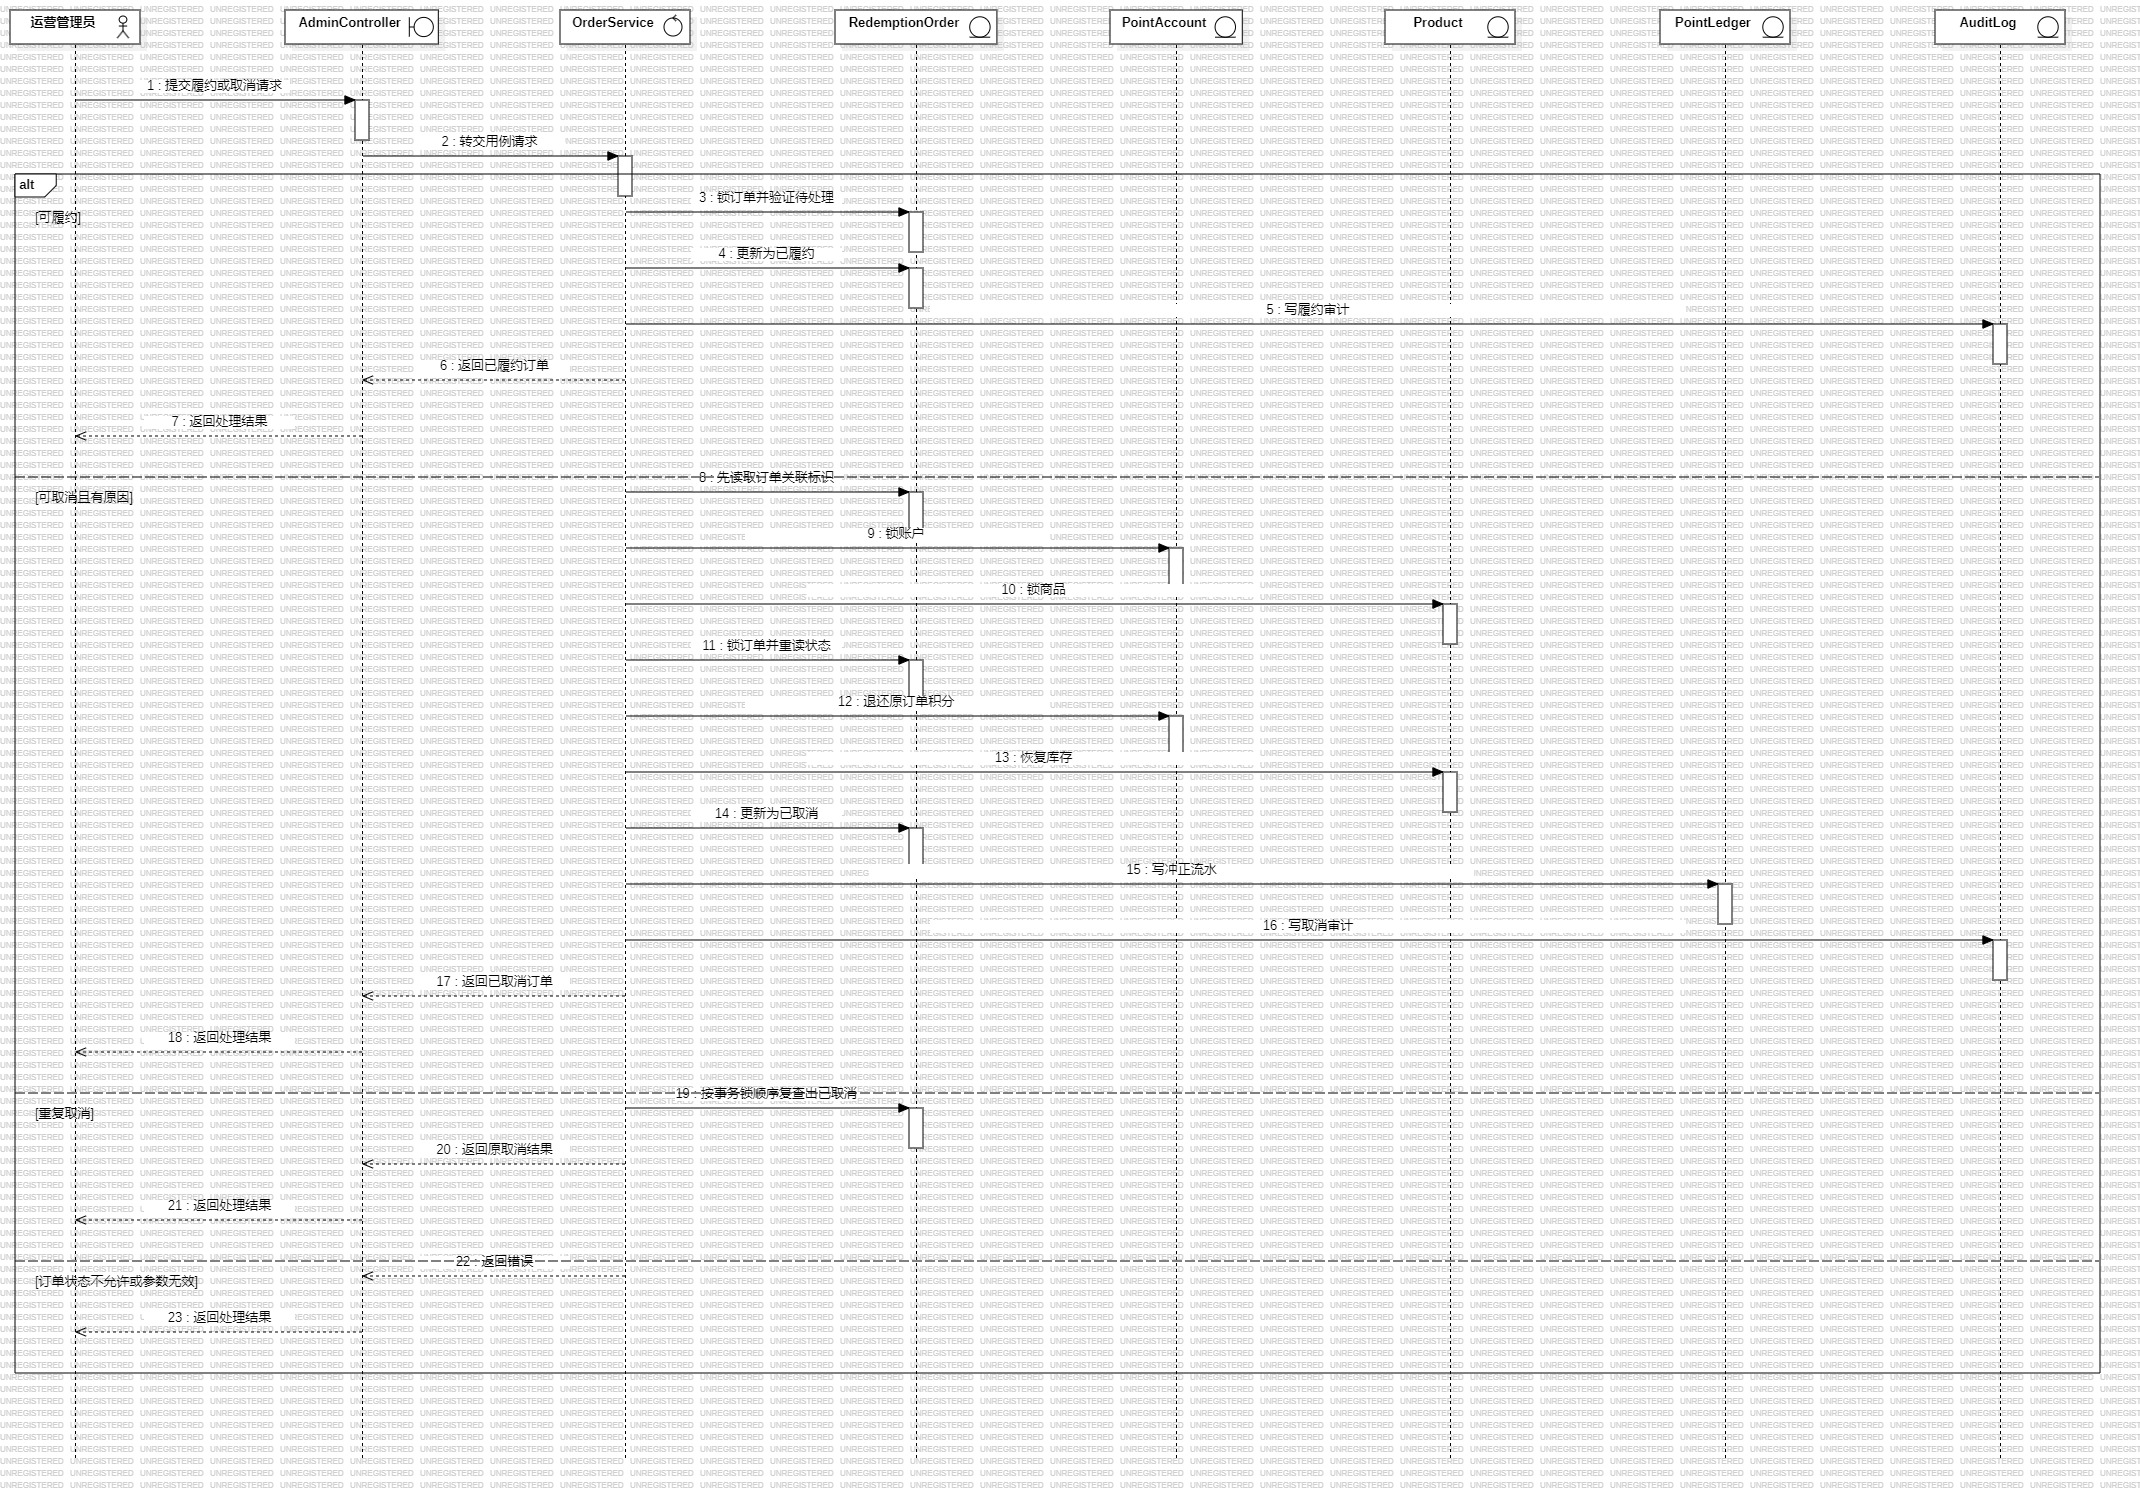 运营管理员
AdminController
OrderService
RedemptionOrder
PointAccount
Product
PointLedger
AuditLog
1 : 提交履约或取消请求
2 : 转交用例请求
alt
3 : 锁订单并验证待处理
[可履约]
4 : 更新为已履约
5 : 写履约审计
6 : 返回已履约订单
7 : 返回处理结果
8 : 先读取订单关联标识
[可取消且有原因]
9 : 锁账户
10 : 锁商品
11 : 锁订单并重读状态
12 : 退还原订单积分
13 : 恢复库存
14 : 更新为已取消
15 : 写冲正流水
16 : 写取消审计
17 : 返回已取消订单
18 : 返回处理结果
19 : 按事务锁顺序复查出已取消
[重复取消]
20 : 返回原取消结果
21 : 返回处理结果
22 : 返回错误
[订单状态不允许或参数无效]
23 : 返回处理结果
UNREGISTERED